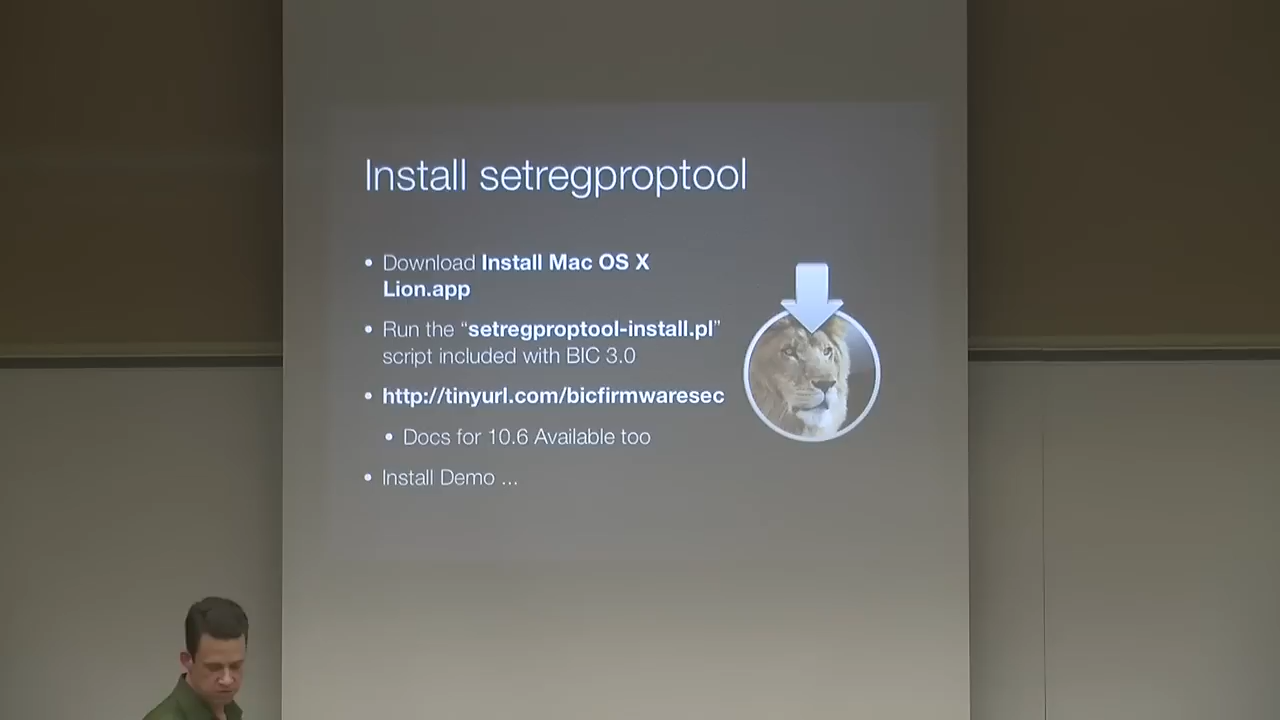 Install setregproptool
• Download Install Mac OS X
Lion.app
• Run the “setregproptool-install.pl”
script included with BIC 3.0
• http://tinyurl.com/bicfirmwaresec
• Docs for 10.6 Available too
• Install Demo ...